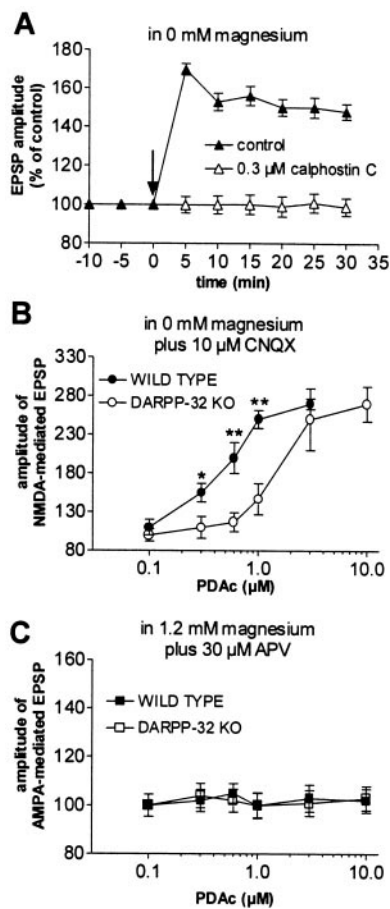 A
in 0 mM magnesium
EPSP amplitude
(% of control)
180
160
140
120
100
80
control
0.3 µM calphostin C
-10 -5 0 5 10 15 20 25 30 35
time (min)
B
in 0 mM magnesium
plus 10 µM CNQX
amplitude of
NMDA-mediated EPSP
330
280
230
180
130
80
WILD TYPE
DARPP-32 KO
*
**
**
0.1 1.0 10.0
PDAc (µM)
C
in 1.2 mM magnesium
plus 30 µM APV
amplitude of
AMPA-mediated EPSP
160
140
120
100
80
WILD TYPE
DARPP-32 KO
0.1 1.0 10.0
PDAc (µM)